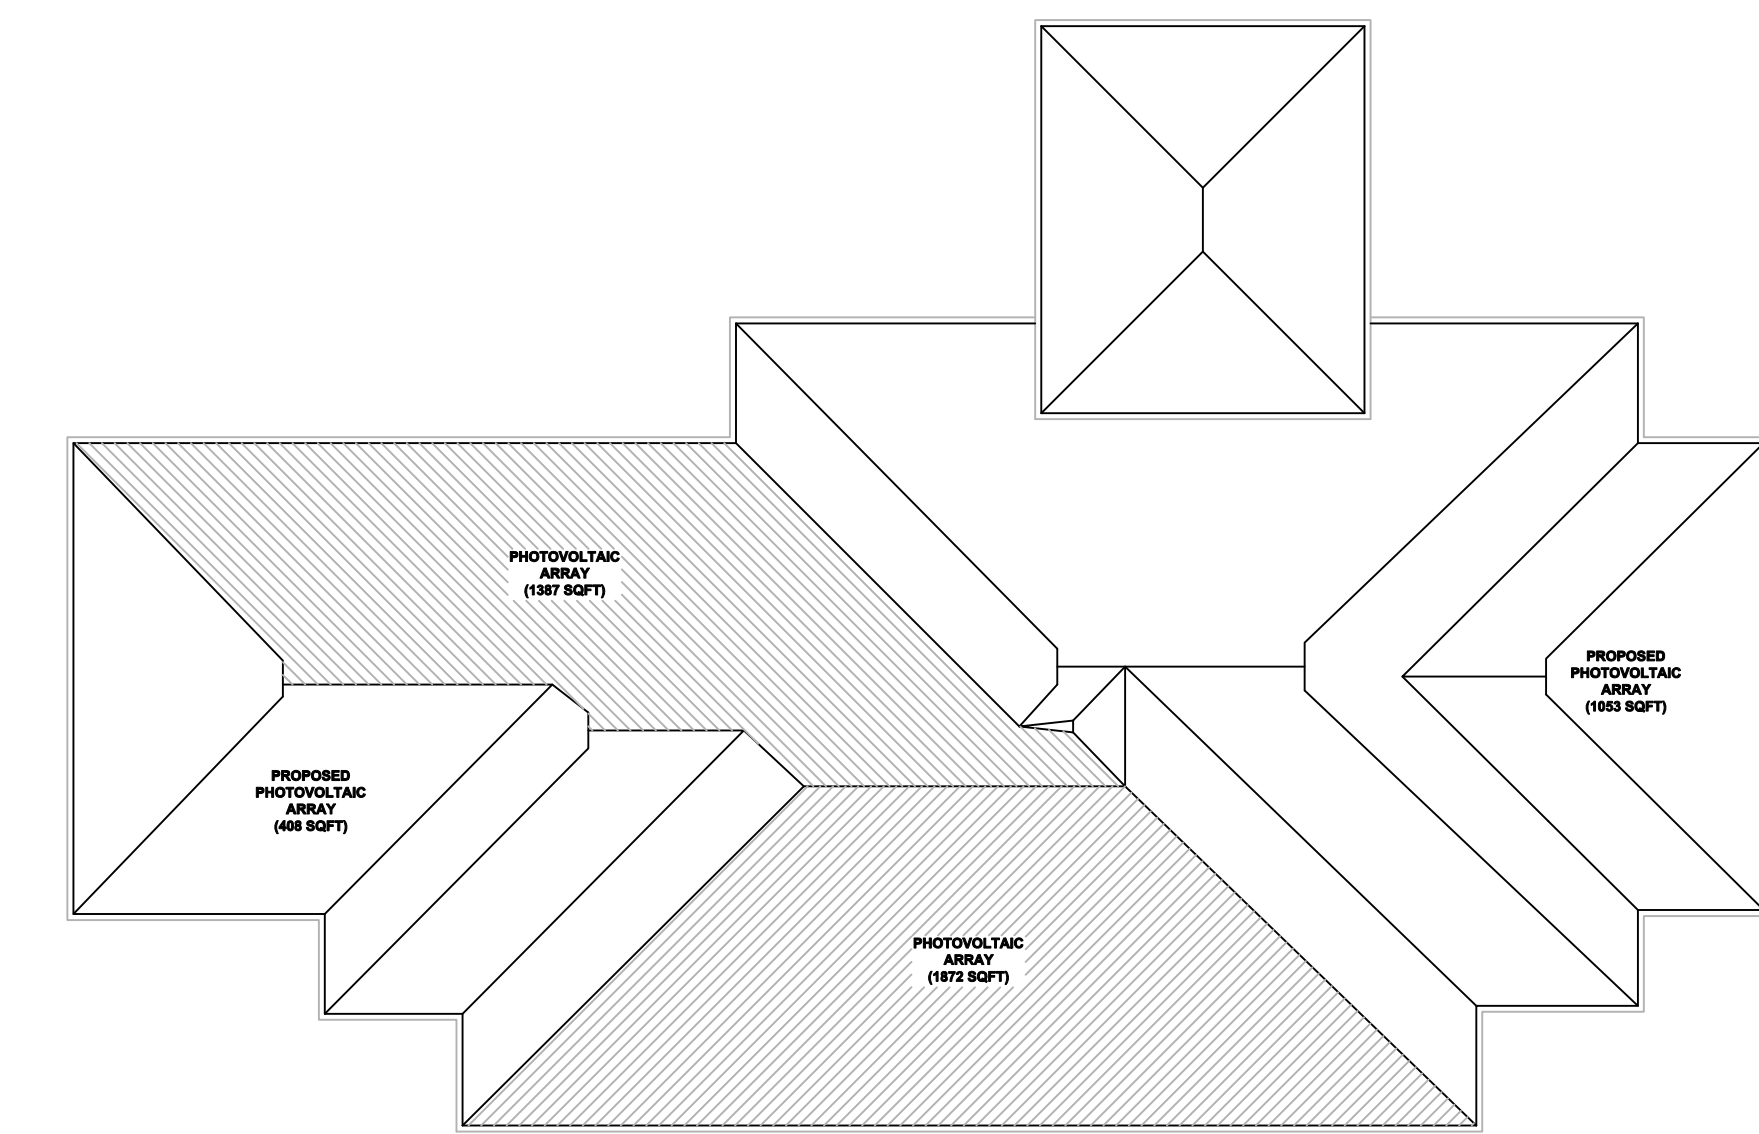 PHOTOVOLTAIC
ARRAY
(1387 SQFT)
PROPOSED
PHOTOVOLTAIC
ARRAY
(1053 SQFT)
PROPOSED
PHOTOVOLTAIC
ARRAY
(408 SQFT)
PHOTOVOLTAIC
ARRAY
(1872 SQFT)